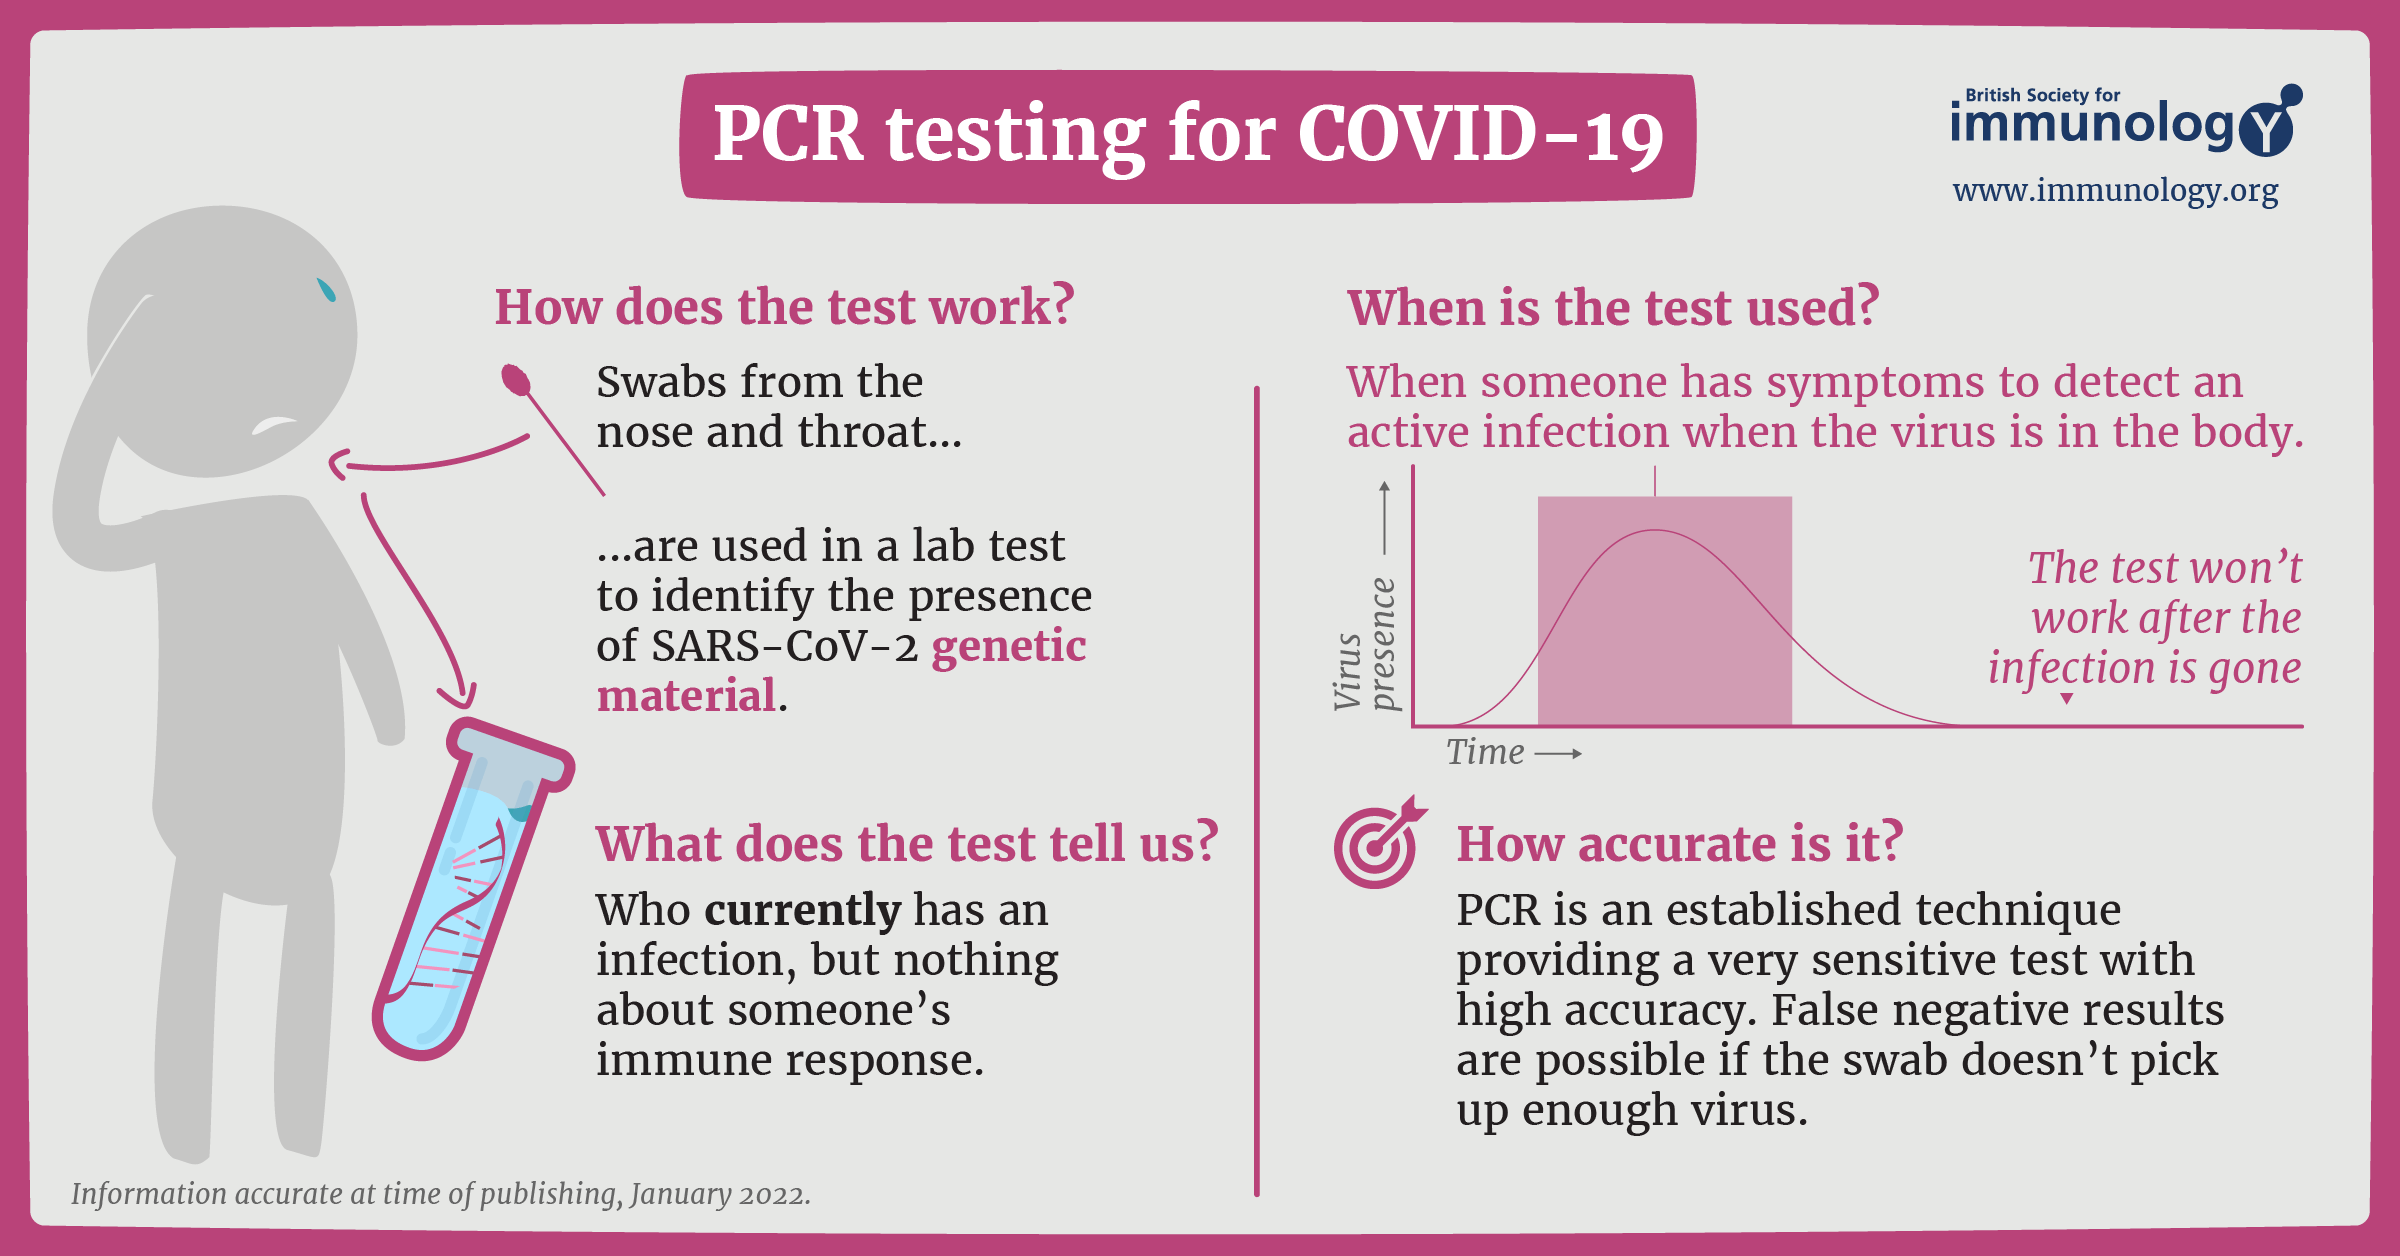 PCR testing for COVID-19
British Society for
immunology
www.immunology.org
How does the test work?
Swabs from the
nose and throat...
...are used in a lab test
to identify the presence
of SARS-CoV-2 genetic
material.
What does the test tell us?
Who currently has an
infection, but nothing
about someone’s
immune response.
When is the test used?
When someone has symptoms to detect an
active infection when the virus is in the body.
Virus
presence
The test won’t
work after the
infection is gone
Time
How accurate is it?
PCR is an established technique
providing a very sensitive test with
high accuracy. False negative results
are possible if the swab doesn’t pick
up enough virus.
Information accurate at time of publishing, January 2022.